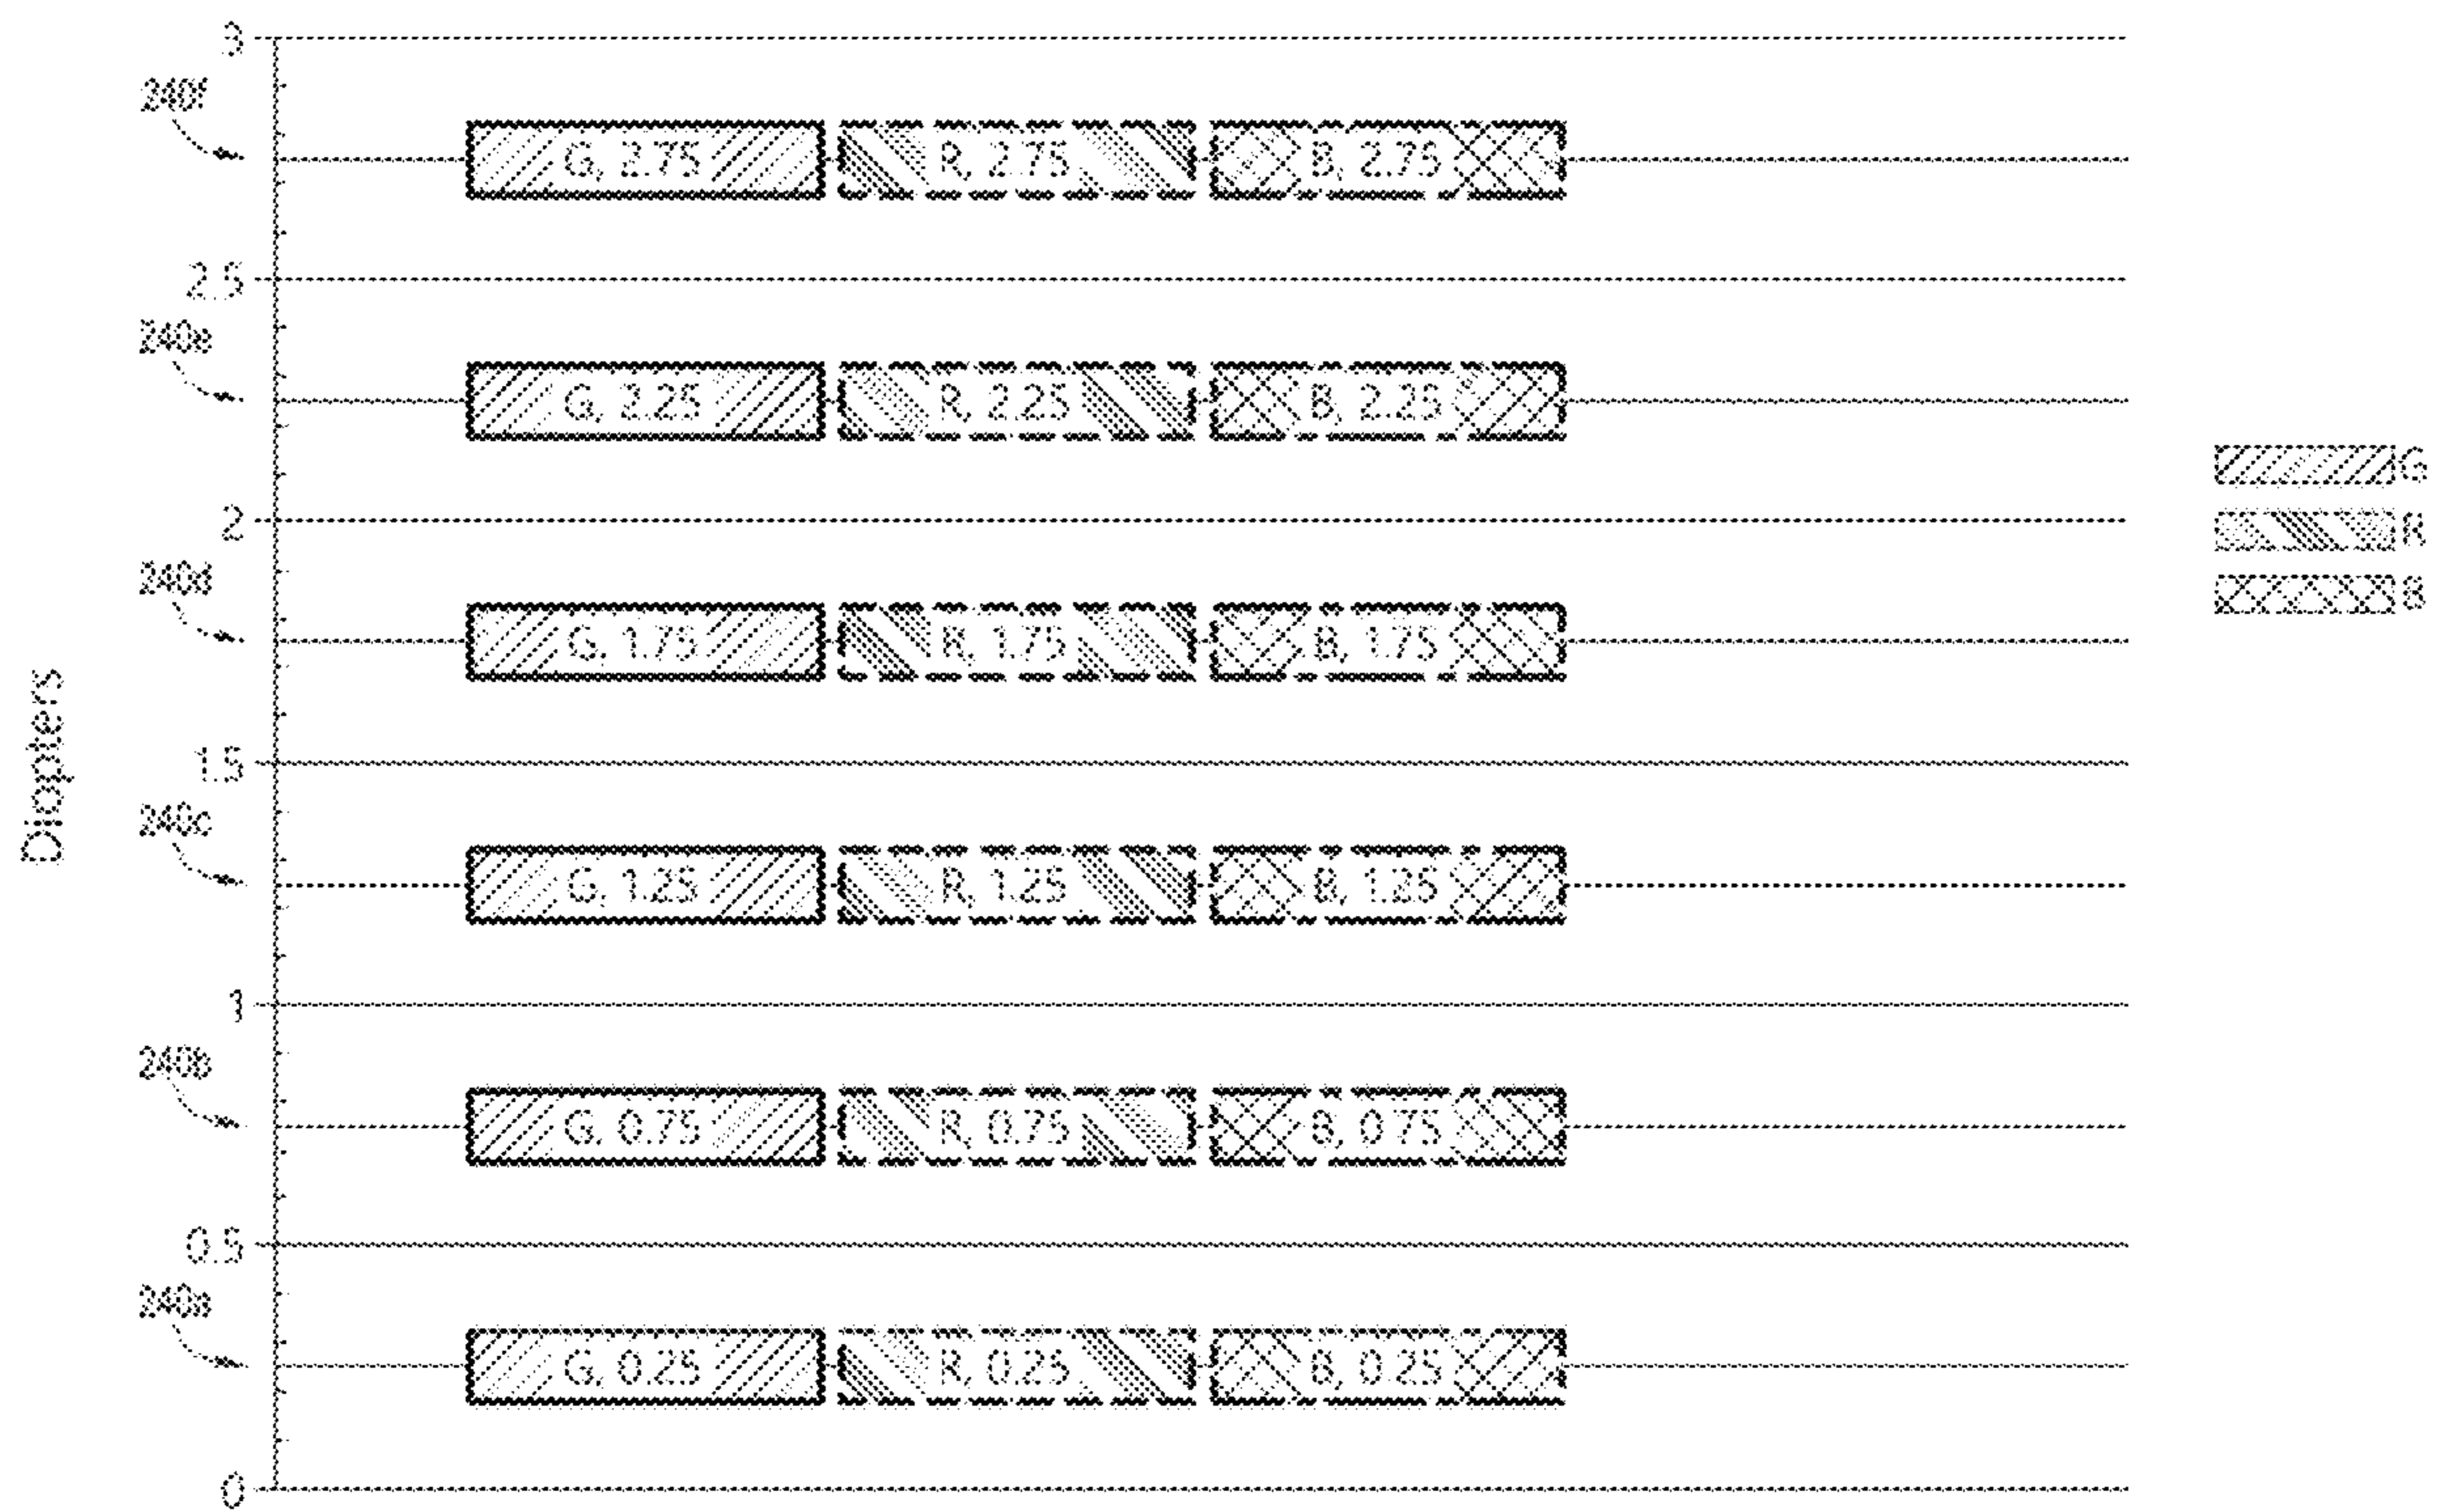 3
240f
G, 2.75 R, 2.75 B, 2.75
2.5
240e
G, 2.25 R, 2.25 B, 2.25
G
2
R
240d
B
G, 1.75 R, 1.75 B, 1.75
Diopters
1.5
240c
G, 1.25 R, 1.25 B, 1.25
1
240b
G, 0.75 R, 0.75 B, 0.75
0.5
240a
G, 0.25 R, 0.25 B, 0.25
0